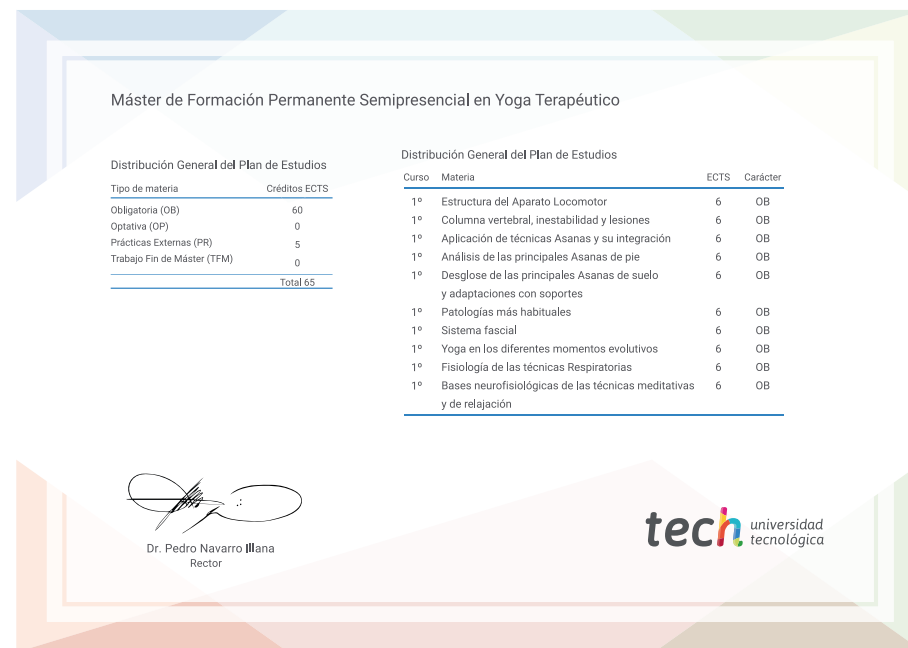 Máster de Formación Permanente Semipresencial en Yoga Terapéutico
Distribución General del Plan de Estudios
Tipo de materia Créditos ECTS
Obligatoria (OB) 60
Optativa (OP) 0
Prácticas Externas (PR) 5
Trabajo Fin de Máster (TFM) 0
Total 65
Distribución General del Plan de Estudios
Curso Materia ECTS Carácter
1º Estructura del Aparato Locomotor 6 OB
1º Columna vertebral, inestabilidad y lesiones 6 OB
1º Aplicación de técnicas Asanas y su integración 6 OB
1º Análisis de las principales Asanas de pie 6 OB
1º Desglose de las principales Asanas de suelo 6 OB
y adaptaciones con soportes
1º Patologías más habituales 6 OB
1º Sistema fascial 6 OB
1º Yoga en los diferentes momentos evolutivos 6 OB
1º Fisiología de las técnicas Respiratorias 6 OB
1º Bases neurofisiológicas de las técnicas meditativas 6 OB
y de relajación
Dr. Pedro Navarro Illana
Rector
tech universidad
tecnológica